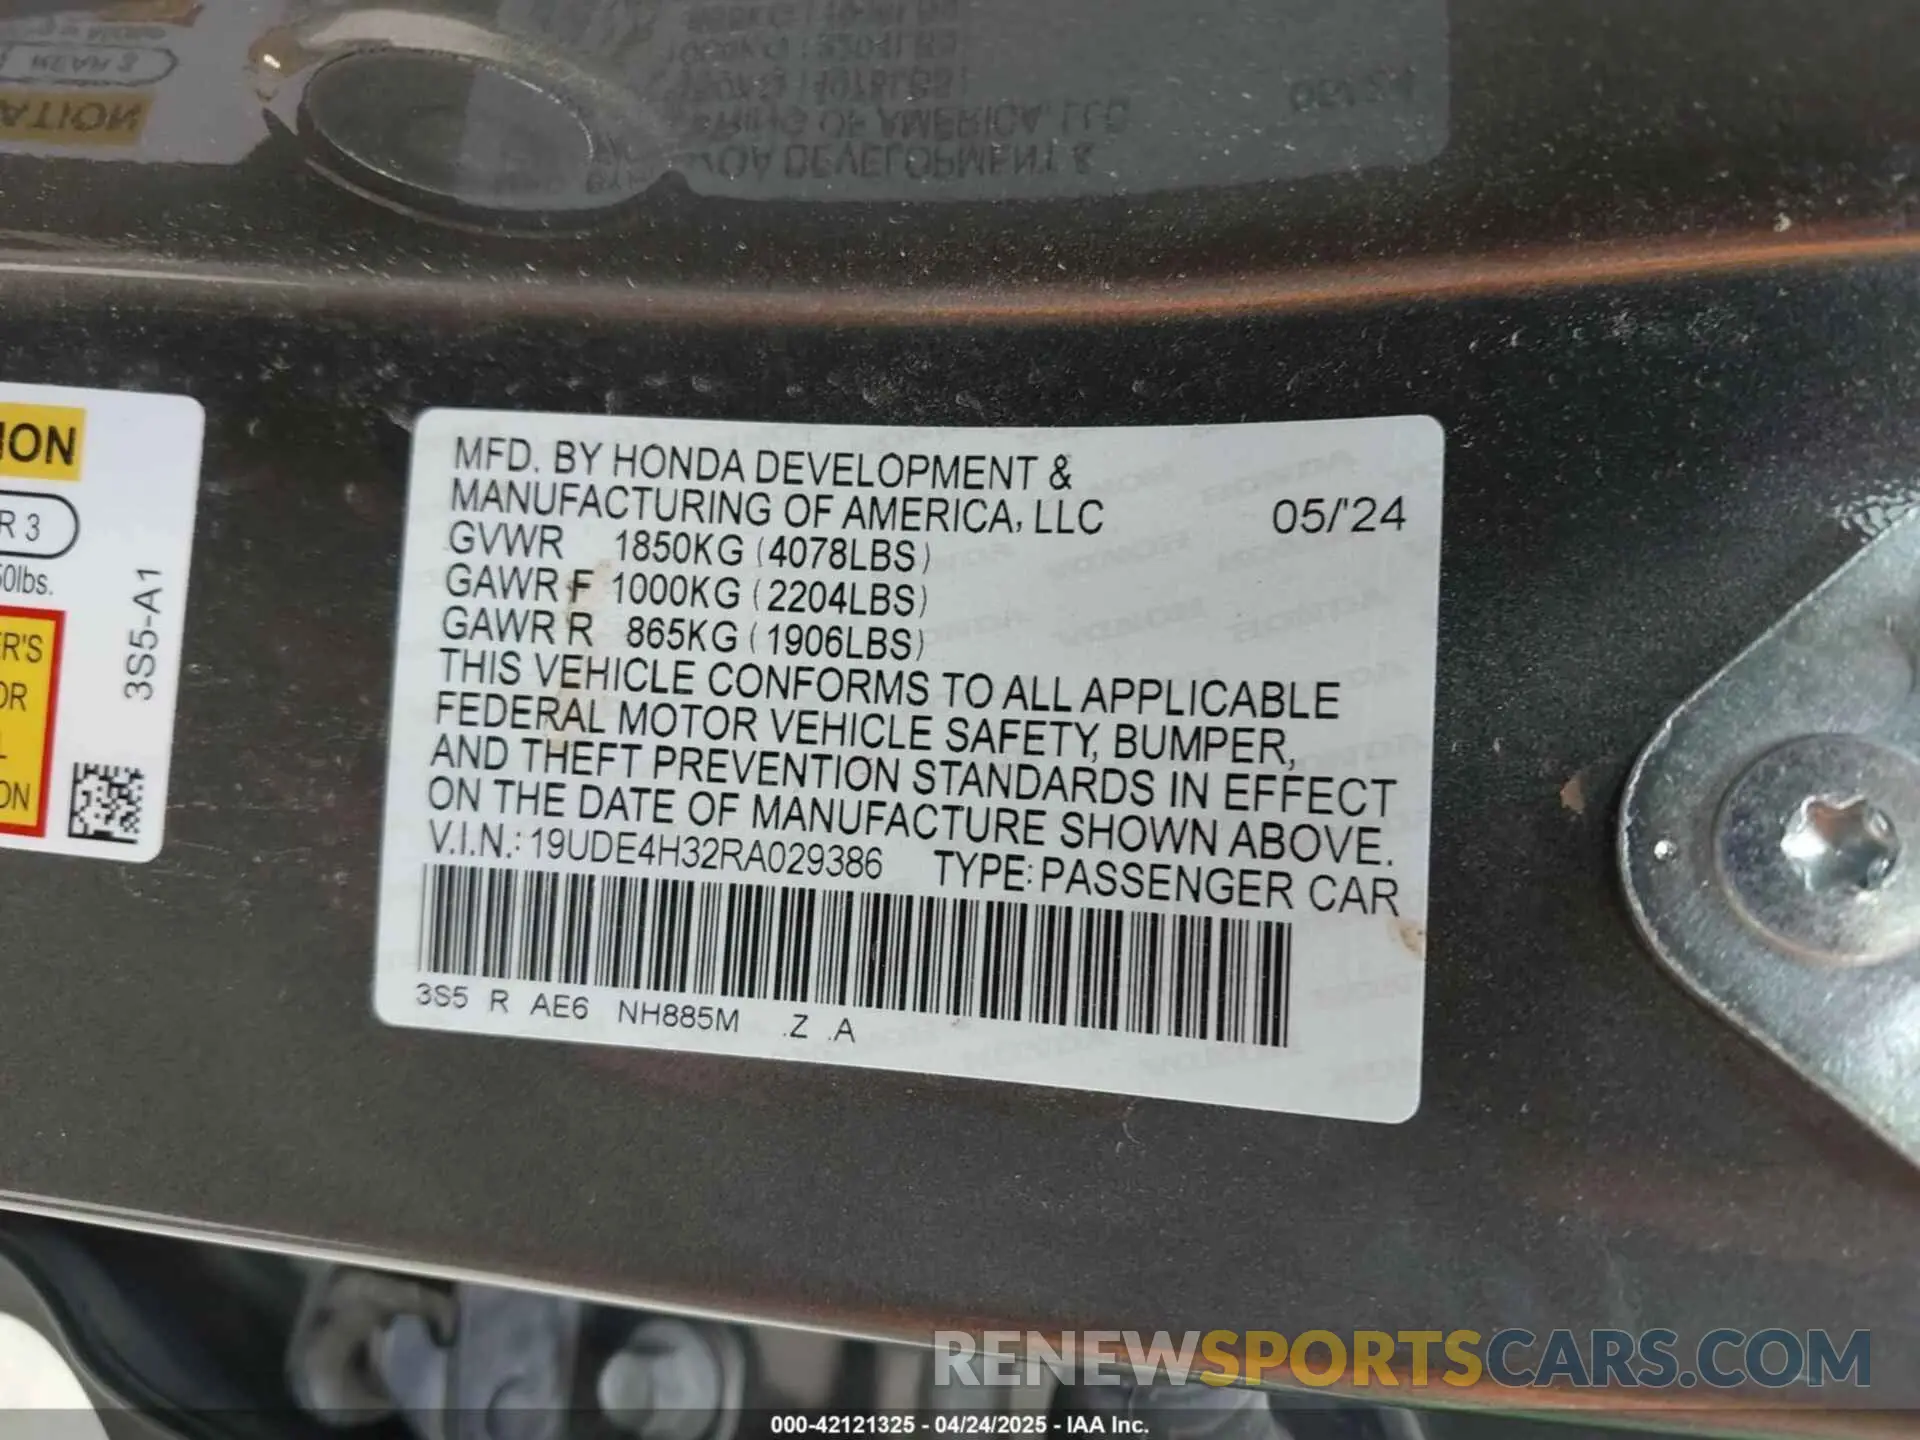 ION
R 3
50lbs.
ER'S
OR
L
ON
3S5-A1
MFD. BY HONDA DEVELOPMENT &
MANUFACTURING OF AMERICA, LLC 05/'24
GVWR 1850KG (4078LBS)
GAWR F 1000KG (2204LBS)
GAWR R 865KG (1906LBS)
THIS VEHICLE CONFORMS TO ALL APPLICABLE
FEDERAL MOTOR VEHICLE SAFETY, BUMPER,
AND THEFT PREVENTION STANDARDS IN EFFECT
ON THE DATE OF MANUFACTURE SHOWN ABOVE.
V.I.N.: 19UDE4H32RA029386 TYPE: PASSENGER CAR
3S5 R AE6 NH885M .Z .A
RENEWSPORTSCARS.COM
000-42121325 - 04/24/2025 - IAA Inc.